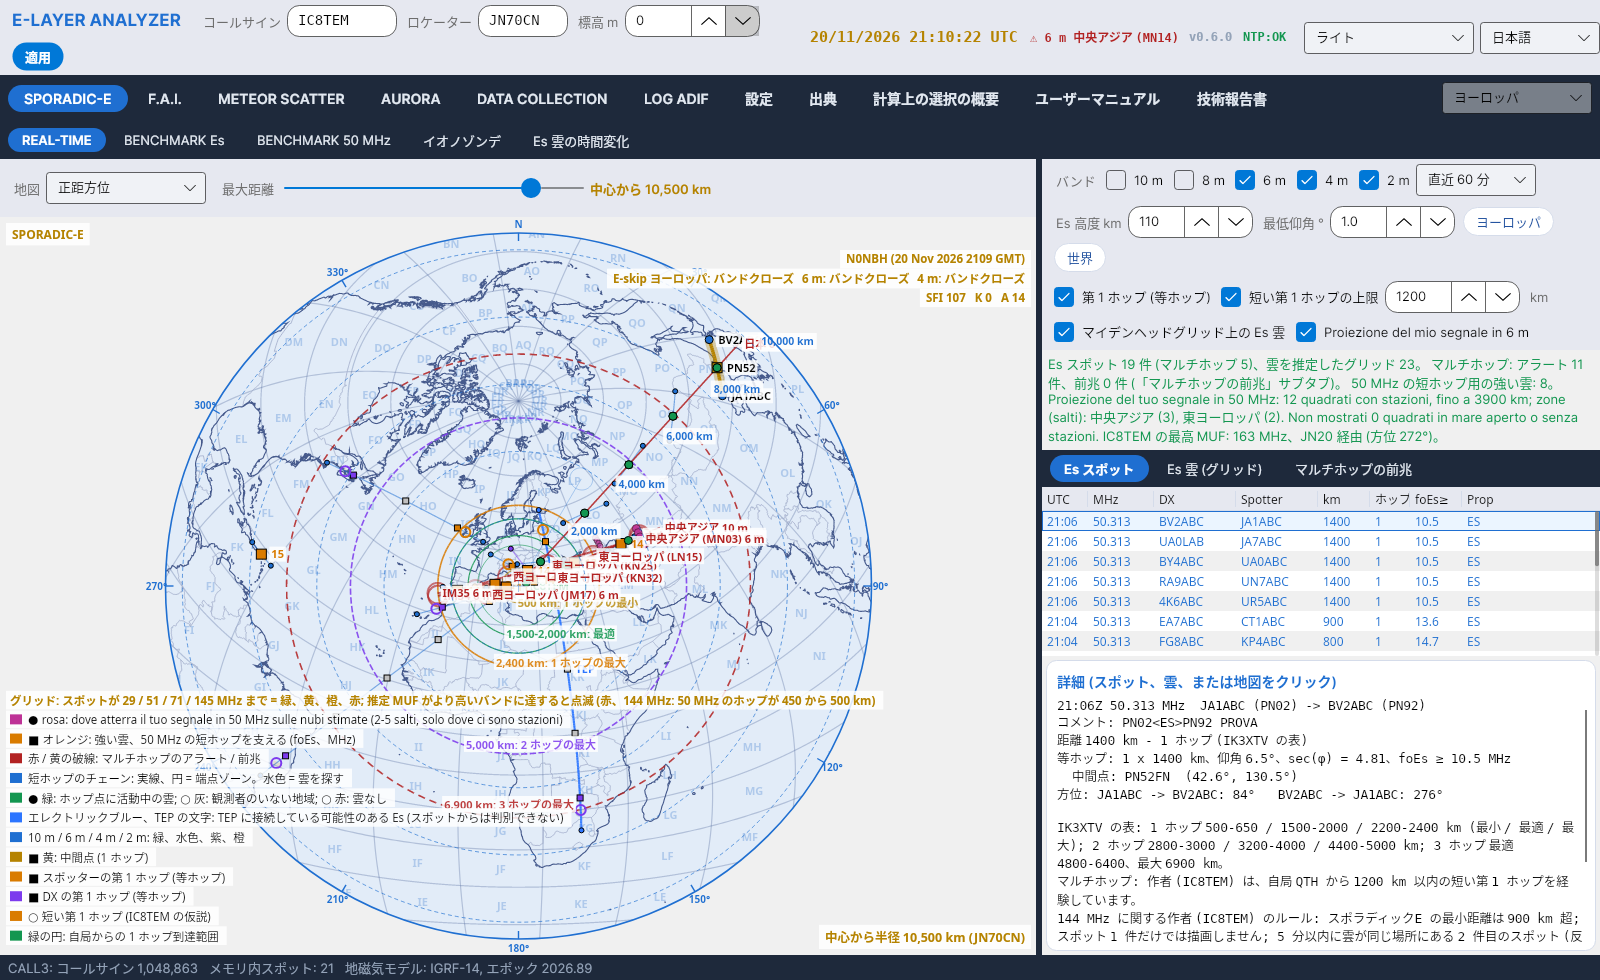 E-LAYER ANALYZER
コールサイン IC8TEM ロケーター JN70CN 標高 m 0
適用
20/11/2026 21:10:22 UTC ⚠ 6 m 中央アジア (MN14) v0.6.0 NTP:OK ライト 日本語
SPORADIC-E F.A.I. METEOR SCATTER AURORA DATA COLLECTION LOG ADIF 設定 出典 計算上の選択の概要 ユーザーマニュアル 技術報告書 ヨーロッパ
REAL-TIME BENCHMARK Es BENCHMARK 50 MHz イオノゾンデ Es 雲の時間変化
地図 正距方位 最大距離 中心から 10,500 km
SPORADIC-E
N0NBH (20 Nov 2026 2109 GMT)
E-skip ヨーロッパ: バンドクローズ 6 m: バンドクローズ 4 m: バンドクローズ
SFI 107 K 0 A 14
N
330°
300°
270°
210°
180°
150°
120°
90°
60°
10,000 km
PN52
8,000 km
6,000 km
4,000 km
2,000 km
中央アジア 10 m
中央アジア (MN03) 6 m
東ヨーロッパ (LN15)
東ヨーロッパ (KN32)
IM35 6 m
西ヨーロッパ (JM17) 6 m
15
1,500-2,000 km: 最適
2,400 km: 1 ホップの最大
5,000 km: 2 ホップの最大
6,900 km: 3 ホップの最大
グリッド: スポットが 29 / 51 / 71 / 145 MHz まで = 緑、黄、橙、赤; 推定 MUF がより高いバンドに達すると点滅 (赤、144 MHz: 50 MHz のホップが 450 から 500 km)
● rosa: dove atterra il tuo segnale in 50 MHz sulle nubi stimate (2-5 salti, solo dove ci sono stazioni)
■ オレンジ: 強い雲、50 MHz の短ホップを支える (foEs、MHz)
赤 / 黄の破線: マルチホップのアラート / 前兆
短ホップのチェーン: 実線、円 = 端点ゾーン。水色 = 雲を探す
● 緑: ホップ点に活動中の雲; ○ 灰: 観測者のいない地域; ○ 赤: 雲なし
エレクトリックブルー、TEP の文字: TEP に接続している可能性のある Es (スポットからは判別できない)
10 m / 6 m / 4 m / 2 m: 緑、水色、紫、橙
■ 黄: 中間点 (1 ホップ)
■ スポッターの第 1 ホップ (等ホップ)
■ DX の第 1 ホップ (等ホップ)
○ 短い第 1 ホップ (IC8TEM の仮説)
緑の円: 自局からの 1 ホップ到達範囲
中心から半径 10,500 km (JN70CN)
バンド 10 m 8 m 6 m 4 m 2 m 直近 60 分
Es 高度 km 110 最低仰角 ° 1.0 ヨーロッパ
世界
第 1 ホップ (等ホップ) 短い第 1 ホップの上限 1200 km
マイデンヘッドグリッド上の Es 雲 Proiezione del mio segnale in 6 m
Es スポット 19 件 (マルチホップ 5)、雲を推定したグリッド 23。 マルチホップ: アラート 11
件、前兆 0 件 (「マルチホップの前兆」サブタブ)。 50 MHz の短ホップ用の強い雲: 8。
Proiezione del tuo segnale in 50 MHz: 12 quadrati con stazioni, fino a 3900 km; zone
(salti): 中央アジア (3), 東ヨーロッパ (2). Non mostrati 0 quadrati in mare aperto o senza
stazioni. IC8TEM の最高 MUF: 163 MHz、JN20 経由 (方位 272°)。
Es スポット Es 雲 (グリッド) マルチホップの前兆
UTC MHz DX Spotter km ホップ foEs≥ Prop
21:06 50.313 BV2ABC JA1ABC 1400 1 10.5 ES
21:06 50.313 UA0LAB JA7ABC 1400 1 10.5 ES
21:06 50.313 BY4ABC UA0ABC 1400 1 10.5 ES
21:06 50.313 RA9ABC UN7ABC 1400 1 10.5 ES
21:06 50.313 4K6ABC UR5ABC 1400 1 10.5 ES
21:04 50.313 EA7ABC CT1ABC 900 1 13.6 ES
21:04 50.313 FG8ABC KP4ABC 800 1 14.7 ES
詳細 (スポット、雲、または地図をクリック)
21:06Z 50.313 MHz JA1ABC (PN02) -> BV2ABC (PN92)
コメント: PN02<ES>PN92 PROVA
距離 1400 km - 1 ホップ (IK3XTV の表)
等ホップ: 1 x 1400 km、仰角 6.5°、sec(φ) = 4.81、foEs ≥ 10.5 MHz
中間点: PN52FN (42.6°, 130.5°)
方位: JA1ABC -> BV2ABC: 84° BV2ABC -> JA1ABC: 276°
IK3XTV の表: 1 ホップ 500-650 / 1500-2000 / 2200-2400 km (最小 / 最適 / 最
大); 2 ホップ 2800-3000 / 3200-4000 / 4400-5000 km; 3 ホップ 最適
4800-6400、最大 6900 km。
マルチホップ: 作者 (IC8TEM) は、自局 QTH から 1200 km 以内の短い第 1 ホップを経
験しています。
144 MHz に関する作者 (IC8TEM) のルール: スポラディックE の最小距離は 900 km 超;
スポット 1 件だけでは描画しません; 5 分以内に雲が同じ場所にある 2 件目のスポット (反
CALL3: コールサイン 1,048,863 メモリ内スポット: 21 地磁気モデル: IGRF-14, エポック 2026.89